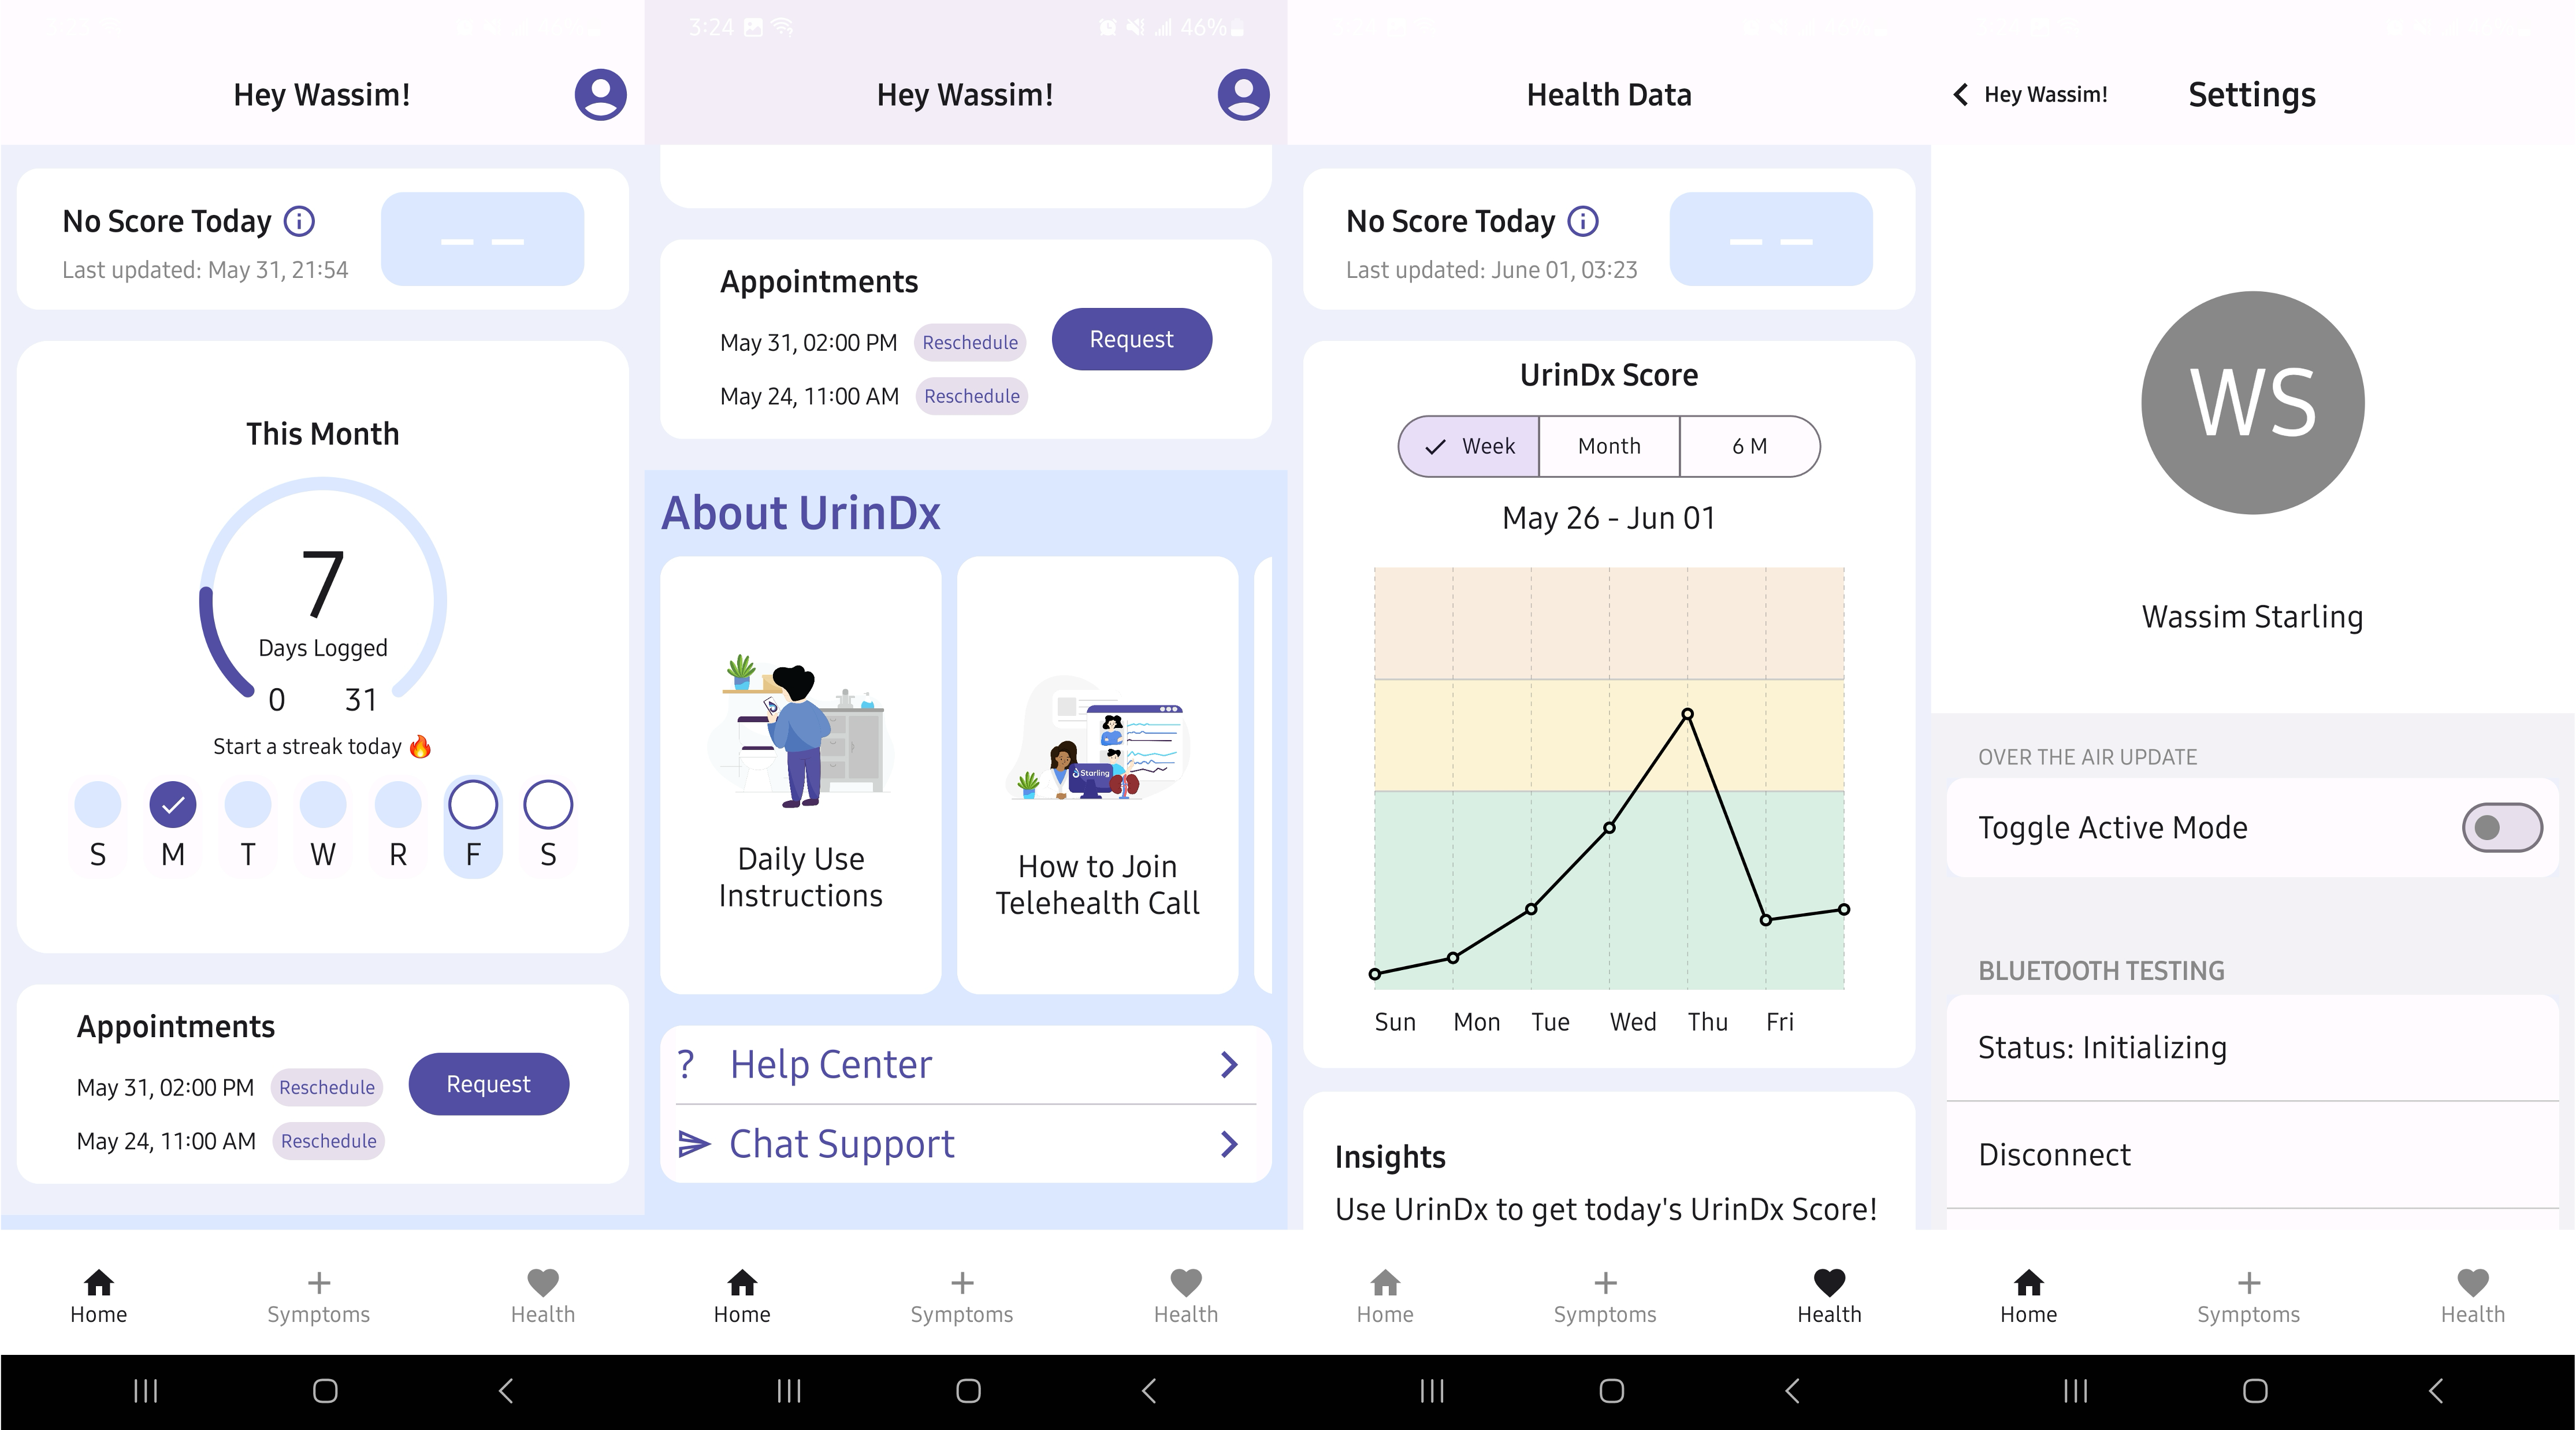 Hey Wassim!
No Score Today
Last updated: May 31, 21:54
This Month
7
Days Logged
0 31
Start a streak today 🔥
S M T W R F S
Appointments
May 31, 02:00 PM Reschedule Request
May 24, 11:00 AM Reschedule
Home Symptoms Health
3:24 46%
Hey Wassim!
Appointments
May 31, 02:00 PM Reschedule Request
May 24, 11:00 AM Reschedule
About UrinDx
Starling
Daily Use
Instructions
How to Join
Telehealth Call
? Help Center
Chat Support
Home Symptoms Health
Health Data
No Score Today
Last updated: June 01, 03:23
UrinDx Score
Week Month 6 M
May 26 - Jun 01
Sun Mon Tue Wed Thu Fri
Insights
Use UrinDx to get today's UrinDx Score!
Home Symptoms Health
Hey Wassim! Settings
WS
Wassim Starling
OVER THE AIR UPDATE
Toggle Active Mode
BLUETOOTH TESTING
Status: Initializing
Disconnect
Home Symptoms Health